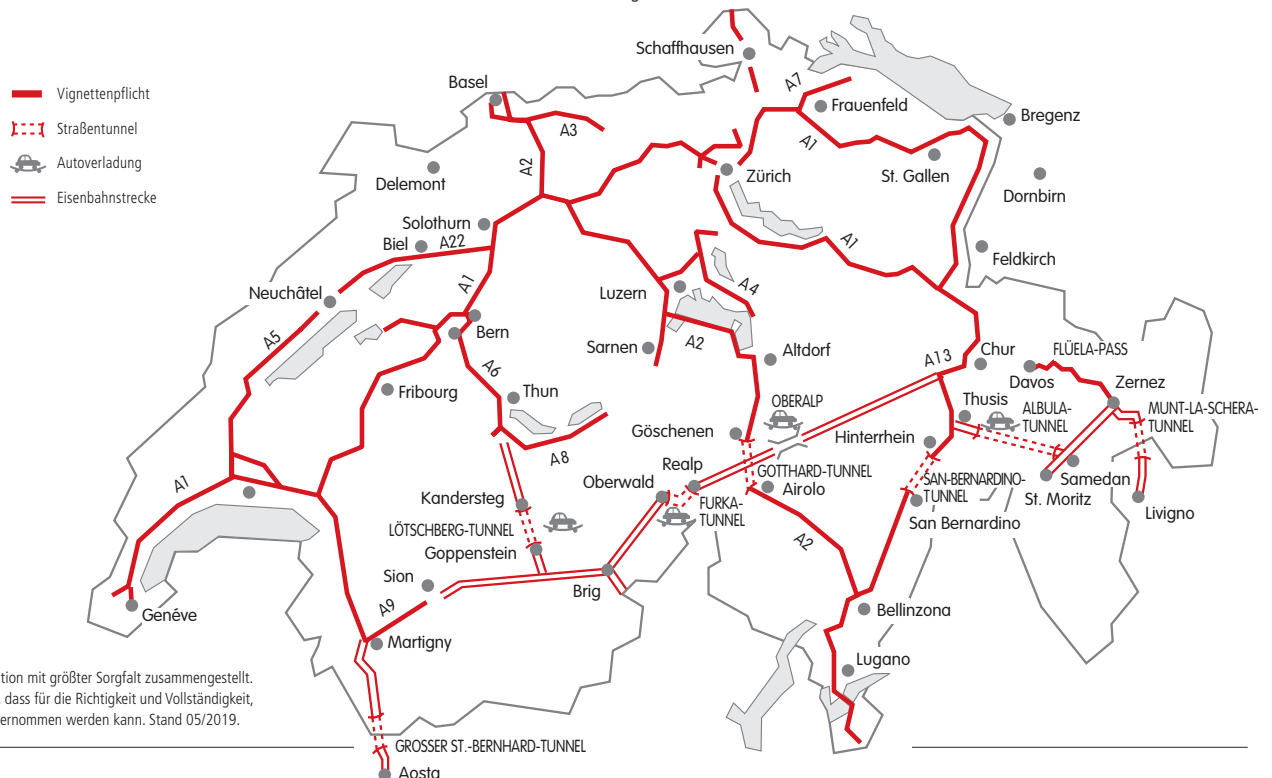 Schaffhausen
Basel
A7
Vignettenpflicht
Frauenfeld
Straßentunnel
A3
Bregenz
A1
Autoverladung
A2
Delemont
Zürich
St. Gallen
Eisenbahnstrecke
Dornbirn
Solothurn
Biel
A22
A1
Feldkirch
Neuchâtel
A1
Luzern
A4
A5
Bern
Sarnen
A2
Altdorf
A6
A13
Chur
FLÜELA-PASS
Fribourg
Thun
Davos
Zernez
OBERALP
Thusis
ALBULA-
TUNNEL
MUNT-LA-SCHERA-
TUNNEL
Göschenen
Hinterrhein
A8
Realp
GOTTHARD-TUNNEL
Samedan
A1
Oberwald
Airolo
SAN-BERNARDINO-
TUNNEL
St. Moritz
Kandersteg
FURKA-
TUNNEL
San Bernardino
Livigno
LÖTSCHBERG-TUNNEL
Goppenstein
A2
Sion
Brig
Genéve
A9
Bellinzona
Martigny
Lugano
tion mit größter Sorgfalt zusammengestellt.
dass für die Richtigkeit und Vollständigkeit,
ernommen werden kann. Stand 05/2019.
GROSSER ST.-BERNHARD-TUNNEL
Aosta